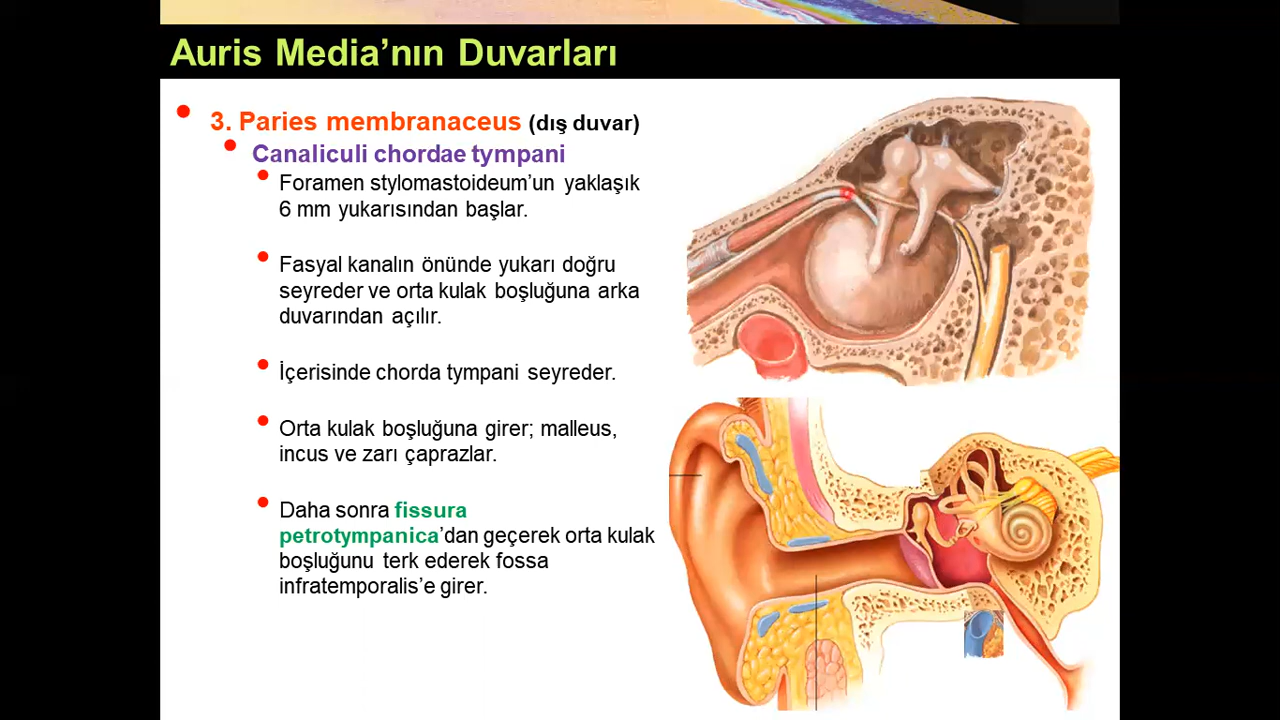 Auris Media’nın Duvarları
3. Paries membranaceus (dış duvar)
Canaliculi chordae tympani
Foramen stylomastoideum’un yaklaşık
6 mm yukarısından başlar.
Fasyal kanalın önünde yukarı doğru
seyreder ve orta kulak boşluğuna arka
duvarından açılır.
İçerisinde chorda tympani seyreder.
Orta kulak boşluğuna girer; malleus,
incus ve zarı çaprazlar.
Daha sonra fissura
petrotympanica’dan geçerek orta kulak
boşluğunu terk ederek fossa
infratemporalis’e girer.